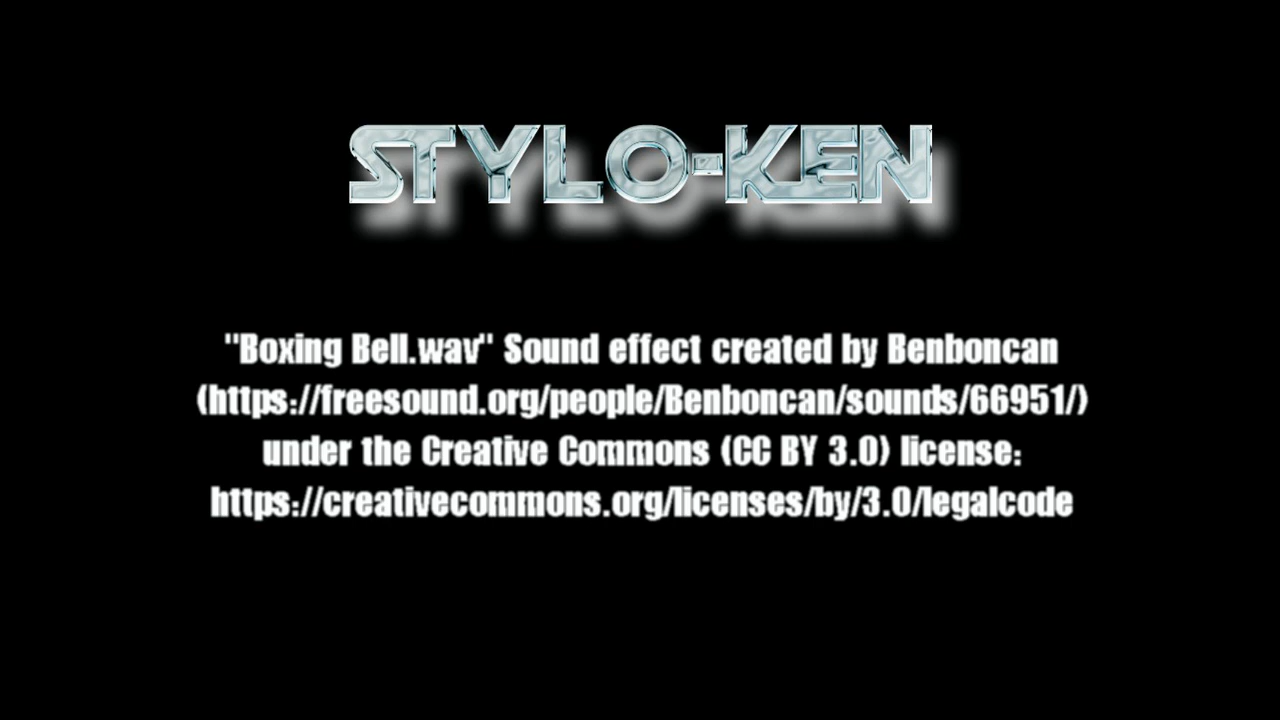 STYLO-KEN
"Boxing Bell.wav" Sound effect created by Benboncan
(https://freesound.org/people/Benboncan/sounds/66951/)
under the Creative Commons (CC BY 3.0) license:
https://creativecommons.org/licenses/by/3.0/legalcode